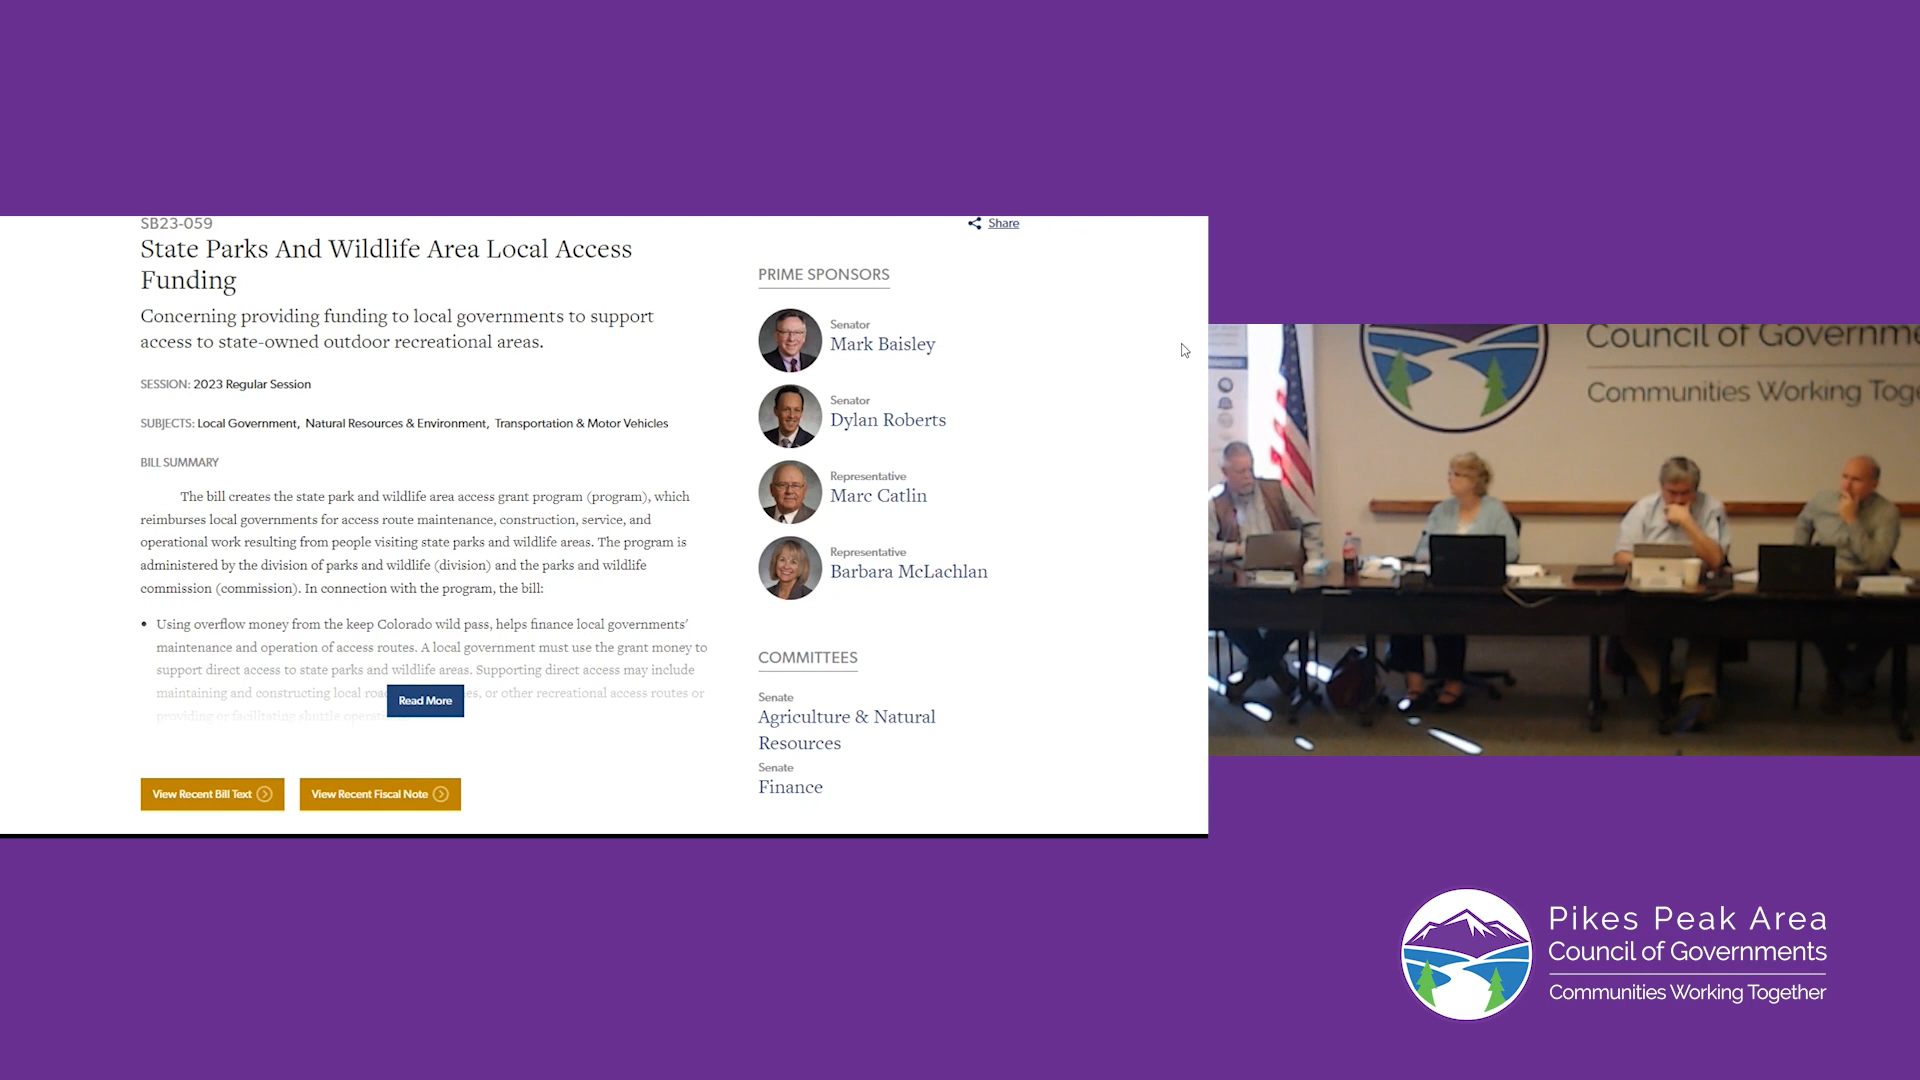 SB23-059
Share
State Parks And Wildlife Area Local Access
Funding
Concerning providing funding to local governments to support
access to state-owned outdoor recreational areas.
SESSION: 2023 Regular Session
SUBJECTS: Local Government, Natural Resources & Environment, Transportation & Motor Vehicles
BILL SUMMARY
The bill creates the state park and wildlife area access grant program (program), which
reimburses local governments for access route maintenance, construction, service, and
operational work resulting from people visiting state parks and wildlife areas. The program is
administered by the division of parks and wildlife (division) and the parks and wildlife
commission (commission). In connection with the program, the bill:
• Using overflow money from the keep Colorado wild pass, helps finance local governments'
maintenance and operation of access routes. A local government must use the grant money to
support direct access to state parks and wildlife areas. Supporting direct access may include
maintaining and constructing local or other recreational access routes or
providing or facilitating shuttle
Read More
View Recent Bill Text
View Recent Fiscal Note
PRIME SPONSORS
Senator
Mark Baisley
Senator
Dylan Roberts
Representative
Marc Catlin
Representative
Barbara McLachlan
COMMITTEES
Senate
Agriculture & Natural
Resources
Senate
Finance
Council of Governme
Communities Working Toge
Pikes Peak Area
Council of Governments
Communities Working Together